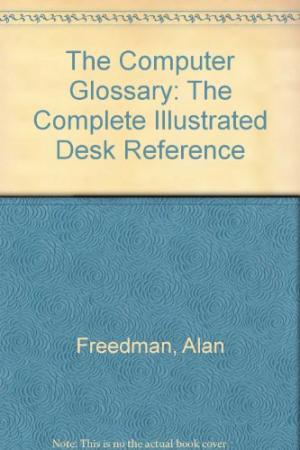 The Computer
Glossary: The
Complete Illustrated
Desk Reference
Freedman, Alan
Note: This is no the actual book cover